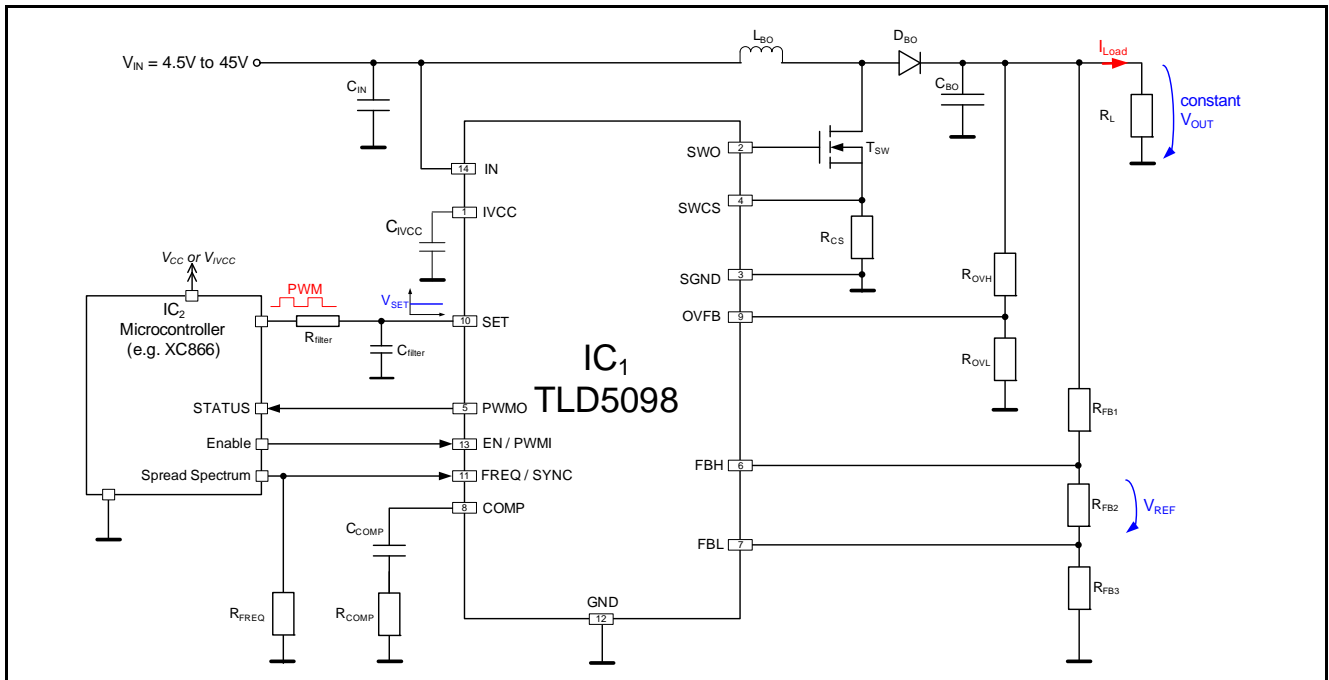 L_BO
D_BO
V_IN = 4.5V to 45V
C_IN
C_BO
I_Load
R_L
constant
V_OUT
SWO
2
T_SW
14
IN
SWCS
4
1
IVCC
C_IVCC
R_CS
V_CC or V_IVCC
SGND
3
R_OVH
PWM
V_SET
IC_2
Microcontroller
(e.g. XC866)
OVFB
9
10
SET
R_filter
C_filter
R_OVL
IC_1
TLD5098
STATUS
5
PWMO
R_FB1
Enable
13
EN / PWMI
FBH
6
Spread Spectrum
11
FREQ / SYNC
8
COMP
R_FB2
V_REF
C_COMP
FBL
7
R_FB3
GND
12
R_FREQ
R_COMP